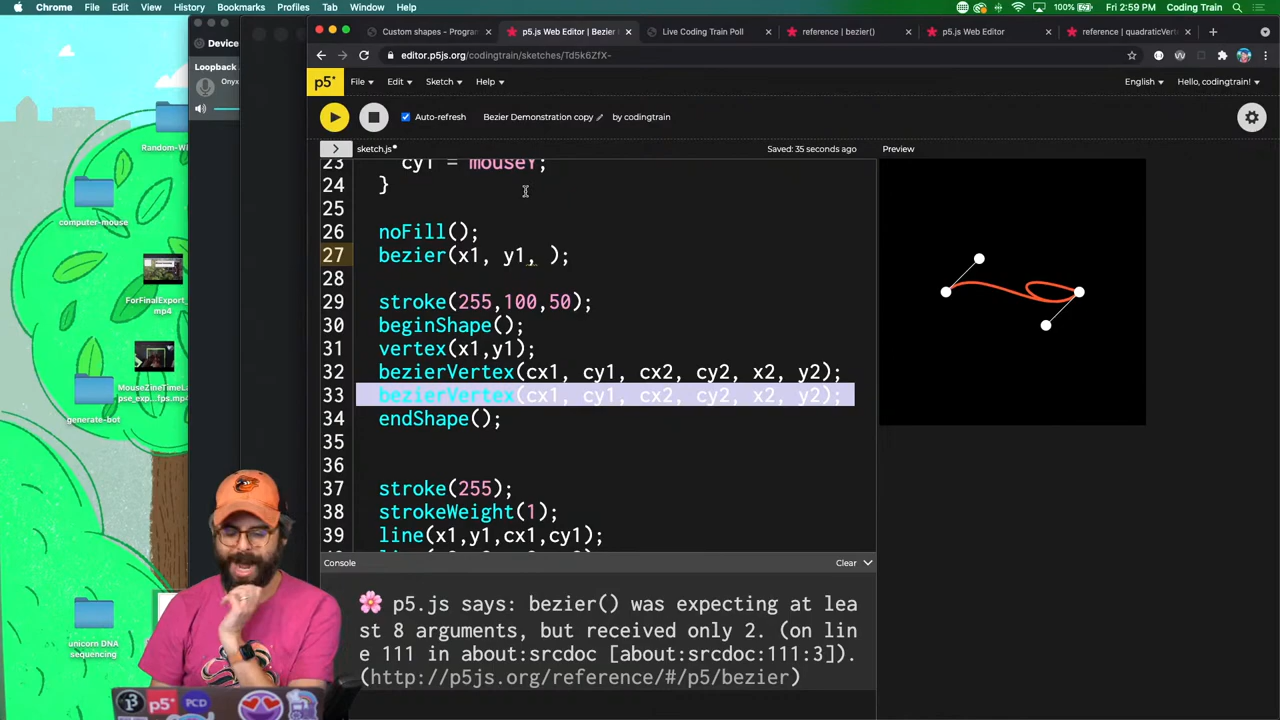 Chrome File Edit View History Bookmarks Profiles Tab Window Help 100% Fri 2:59 PM Coding Train
Custom shapes - Program
p5.js Web Editor | Bezier D
Live Coding Train Poll
reference | bezier()
p5.js Web Editor
reference | quadraticVerte
editor.p5js.org/codingtrain/sketches/Td5k6ZfX-
p5* File Edit Sketch Help English Hello, codingtrain!
Auto-refresh Bezier Demonstration copy by codingtrain
sketch.js Saved: 35 seconds ago Preview
23 cy1 = mouseY;
24 }
25
26 noFill();
27 bezier(x1, y1, );
28
29 stroke(255,100,50);
30 beginShape();
31 vertex(x1,y1);
32 bezierVertex(cx1, cy1, cx2, cy2, x2, y2);
33 bezierVertex(cx1, cy1, cx2, cy2, x2, y2);
34 endShape();
35
36
37 stroke(255);
38 strokeWeight(1);
39 line(x1,y1,cx1,cy1);
Console Clear
🌸 p5.js says: bezier() was expecting at lea
st 8 arguments, but received only 2. (on lin
e 111 in about:srcdoc [about:srcdoc:111:3]).
(http://p5js.org/reference/#/p5/bezier)
Device
Loopback
Onyx
computer-mouse
ForFinalExport_
mp4
generate-bot
unicorn DNA
sequencing
p5*
PCD